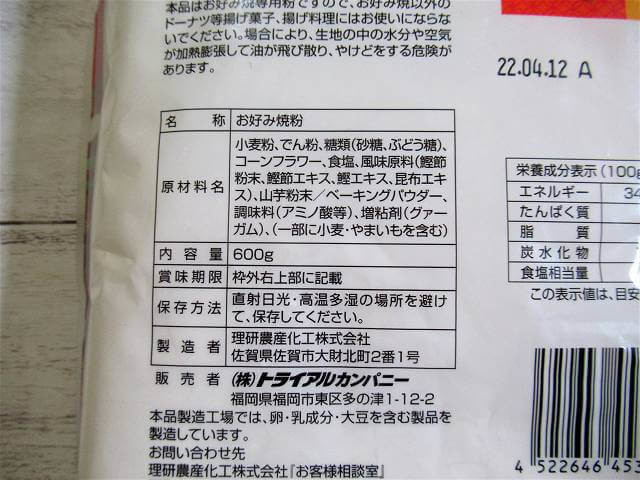 本品はお好み焼専用粉ですので、お好み焼以外の
ドーナツ等揚げ菓子、揚げ料理にはお使いにならな
いでください。場合により、生地の中の水分や空気
が加熱膨張して油が飛び散り、やけどをする危険が
あります。
22.04.12 A
名称 お好み焼粉
原材料名 小麦粉、でん粉、糖類(砂糖、ぶどう糖)、
コーンフラワー、食塩、風味原料(鰹節
粉末、鰹節エキス、鰹エキス、昆布エキ
ス)、山芋粉末/ベーキングパウダー、
調味料(アミノ酸等)、増粘剤(グァー
ガム)、(一部に小麦・やまいもを含む)
内容量 600g
賞味期限 枠外右上部に記載
保存方法 直射日光・高温多湿の場所を避け
て、保存してください。
製造者 理研農産化工株式会社
佐賀県佐賀市大財北町2番1号
販売者 (株)トライアルカンパニー
福岡県福岡市東区多の津1-12-2
本品製造工場では、卵・乳成分・大豆を含む製品を
製造しています。
お問い合わせ先
理研農産化工株式会社『お客様相談室』
栄養成分表示(100g
エネルギー 34
たんぱく質
脂質
炭水化物
食塩相当量
この表示値は、目安
4 522646 453